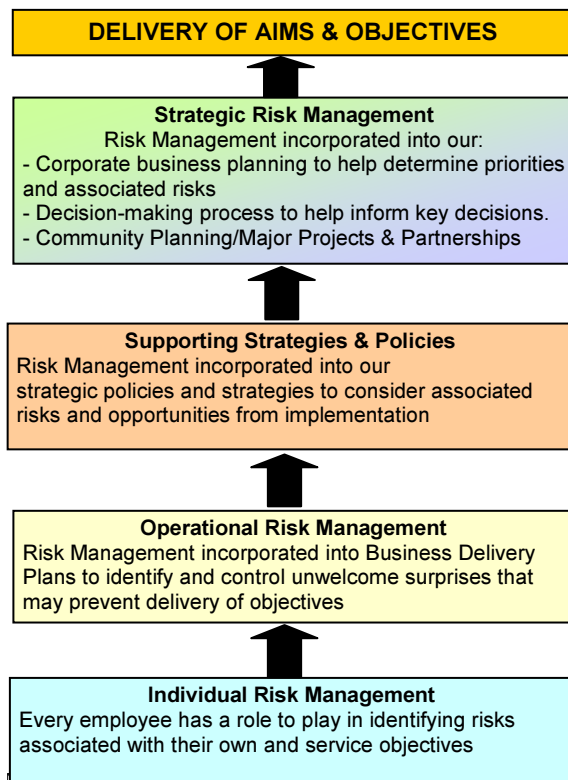 DELIVERY OF AIMS & OBJECTIVES
Strategic Risk Management
Risk Management incorporated into our:
- Corporate business planning to help determine priorities
and associated risks
- Decision-making process to help inform key decisions.
- Community Planning/Major Projects & Partnerships
Supporting Strategies & Policies
Risk Management incorporated into our
strategic policies and strategies to consider associated
risks and opportunities from implementation
Operational Risk Management
Risk Management incorporated into Business Delivery
Plans to identify and control unwelcome surprises that
may prevent delivery of objectives
Individual Risk Management
Every employee has a role to play in identifying risks
associated with their own and service objectives